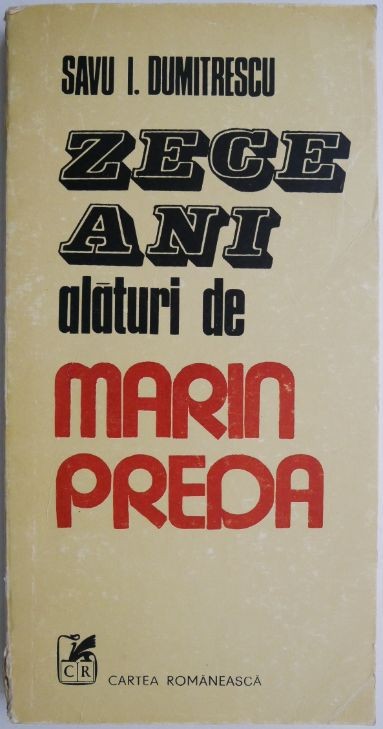 SAVU I. DUMITRESCU
ZECE
ANI
alături de
MARIN
PREDA
CR
CARTEA ROMÂNEASCĂ